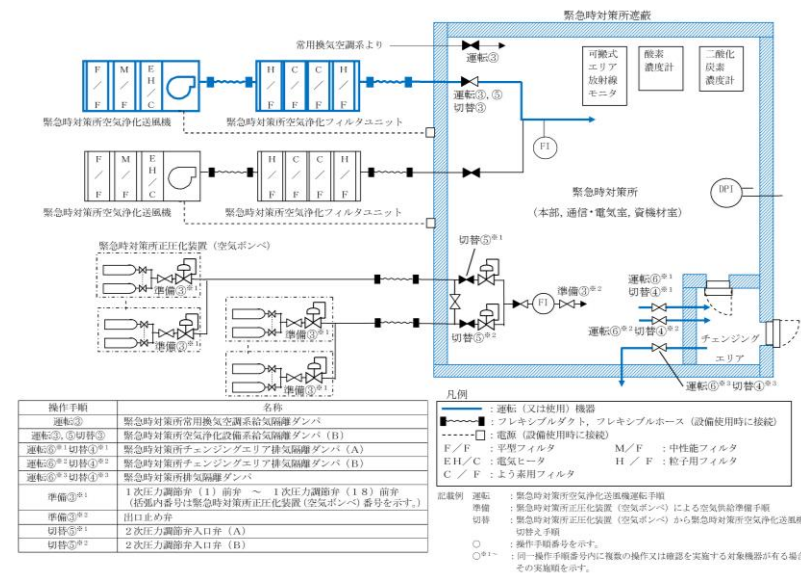 緊急時対策所遮蔽
常用換気空調系より
運転③
可搬式
エリア
放射線
モニタ
酸素
濃度計
二酸化
炭素
濃度計
F/F
M/F
EH/C
H/F
C/F
C/F
H/F
運転③,⑤
切替③
緊急時対策所空気浄化送風機
緊急時対策所空気浄化フィルタユニット
FI
F/F
M/F
EH/C
H/F
C/F
C/F
H/F
緊急時対策所空気浄化送風機
緊急時対策所空気浄化フィルタユニット
DPI
緊急時対策所
(本部,通信・電気室,資機材室)
緊急時対策所正圧化装置(空気ボンベ)
切替⑤※1
準備③※1
準備③※1
準備③※1
準備③※1
FI
準備③※2
切替⑤※2
運転⑥※1
切替④※1
運転⑥※2 切替④※2
チェンジング
エリア
運転⑥※3 切替④※3
操作手順 名称
運転③ 緊急時対策所常用換気空調系給気隔離ダンパ
運転③,⑤切替③ 緊急時対策所空気浄化設備系給気隔離ダンパ(B)
運転⑥※1切替④※1 緊急時対策所チェンジングエリア排気隔離ダンパ(A)
運転⑥※2切替④※2 緊急時対策所チェンジングエリア排気隔離ダンパ(B)
運転⑥※3切替④※3 緊急時対策所排気隔離ダンパ
準備③※1 1次圧力調節弁(1)前弁 ~ 1次圧力調節弁(18)前弁
(括弧内番号は緊急時対策所正圧化装置(空気ボンベ)番号を示す。)
準備③※2 出口止め弁
切替⑤※1 2次圧力調節弁入口弁(A)
切替⑤※2 2次圧力調節弁入口弁(B)
凡例
:運転(又は使用)機器
:フレキシブルダクト,フレキシブルホース(設備使用時に接続)
:電源(設備使用時に接続)
F/F :平型フィルタ M/F :中性能フィルタ
EH/C :電気ヒータ H/F :粒子用フィルタ
C/F :よう素用フィルタ
記載例 運転 :緊急時対策所空気浄化送風機運転手順
準備 :緊急時対策所正圧化装置(空気ボンベ)による空気供給準備手順
切替 :緊急時対策所正圧化装置(空気ボンベ)から緊急時対策所空気浄化送風機
切替え手順
○ :操作手順番号を示す。
○※1~ :同一操作手順番号内に複数の操作又は確認を実施する対象機器が有る場合
その実施順を示す。